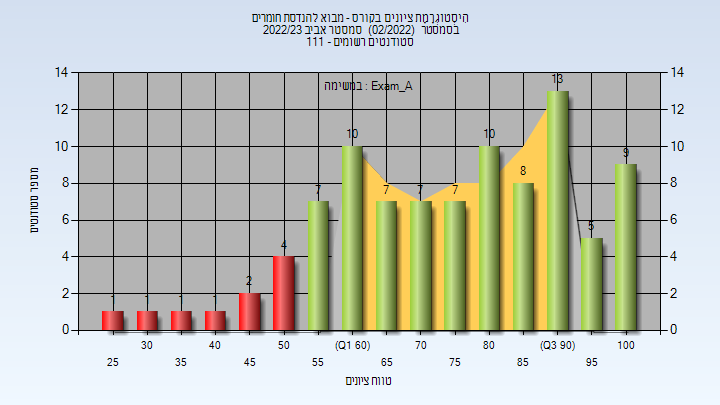 הִיסְטוֹגְרָמַת ציונים בקורס - מבוא להנדסת חומרים
בסמסטר (02/2022) סמסטר אביב 2022/23
סטודנטים רשומים - 111
במשימה : Exam_A
מספר סטודנטים
14 14
12 12
10 10
8 8
6 6
4 4
2 2
0 0
1 1 1 1 2 4 7 10 7 7 7 10 8 13 5 9
30 40 50 (Q1 60) 70 80 (Q3 90) 100
25 35 45 55 65 75 85 95
טווח ציונים